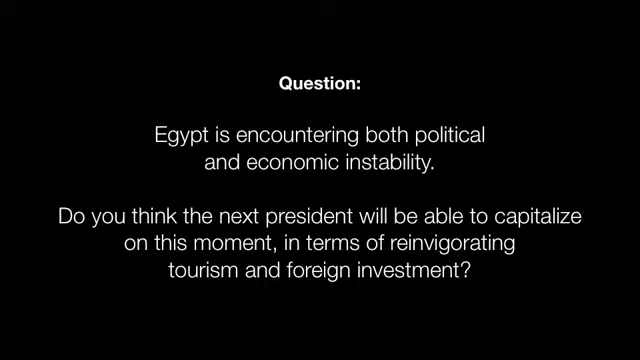 Question:
Egypt is encountering both political
and economic instability.
Do you think the next president will be able to capitalize
on this moment, in terms of reinvigorating
tourism and foreign investment?